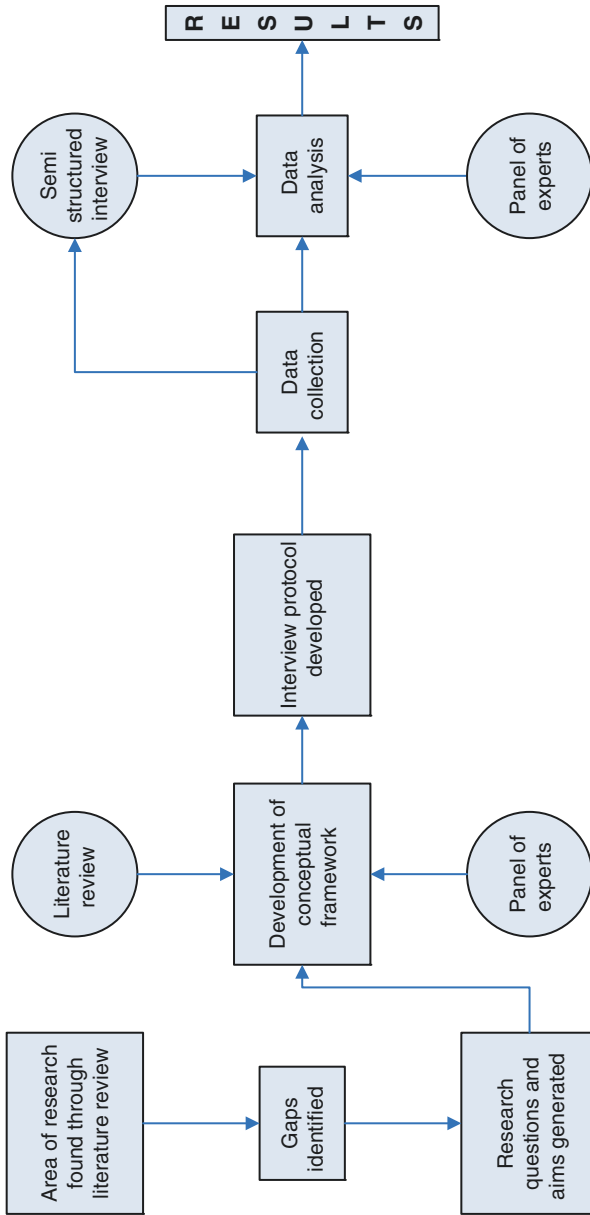 Area of research
found through
literature review
Gaps
identified
Research
questions and
aims generated
Literature
review
Development of
conceptual
framework
Panel of
experts
Interview protocol
developed
Data
collection
Semi
structured
interview
Data
analysis
Panel of
experts
R E S U L T S